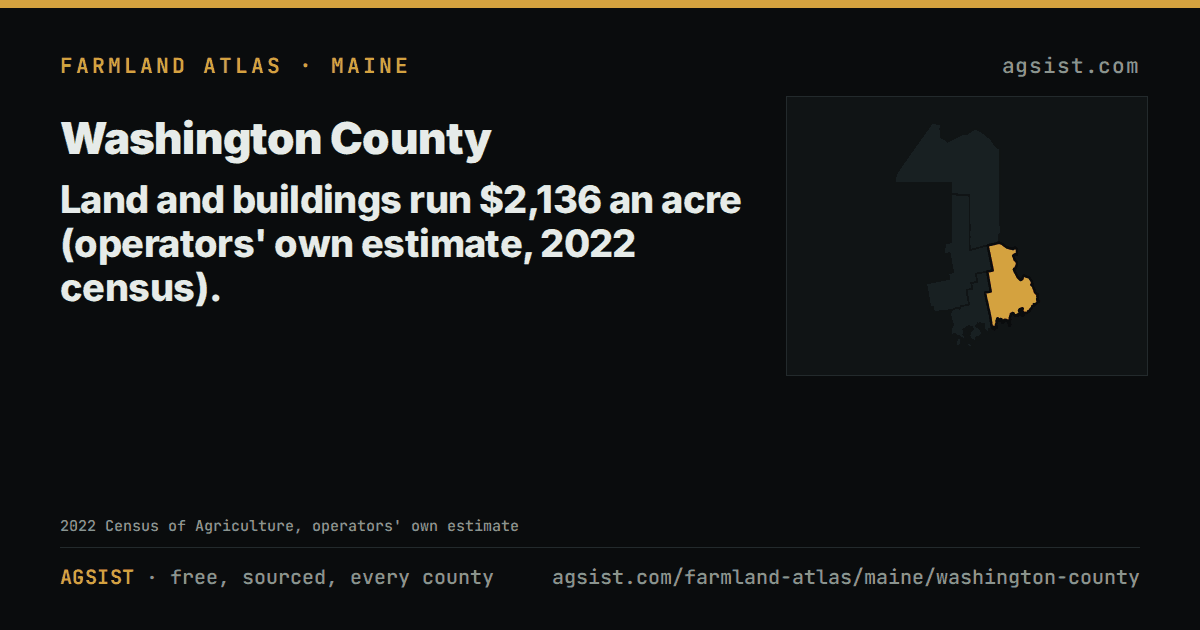 FARMLAND ATLAS · MAINE
agsist.com
Washington County
Land and buildings run $2,136 an acre
(operators' own estimate, 2022
census).
2022 Census of Agriculture, operators' own estimate
AGSIST · free, sourced, every county
agsist.com/farmland-atlas/maine/washington-county